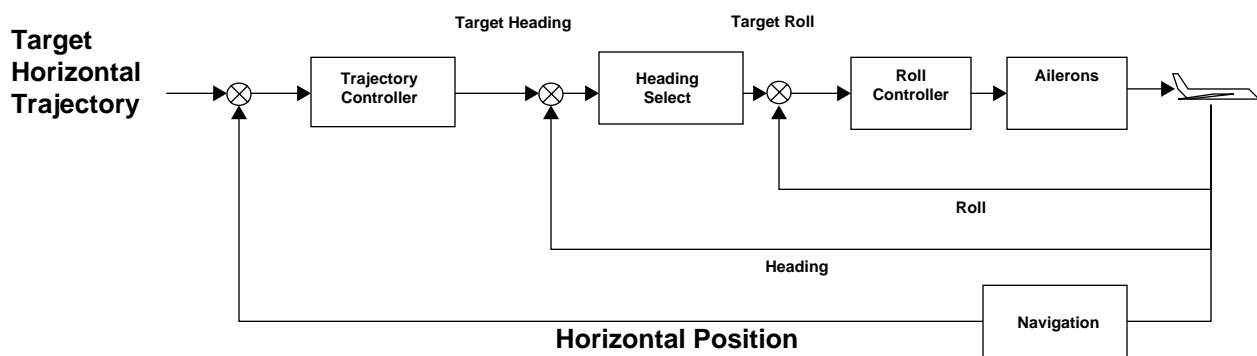 Target Heading
Target Roll
Target
Horizontal
Trajectory
Trajectory
Controller
Heading
Select
Roll
Controller
Ailerons
Roll
Heading
Navigation
Horizontal Position